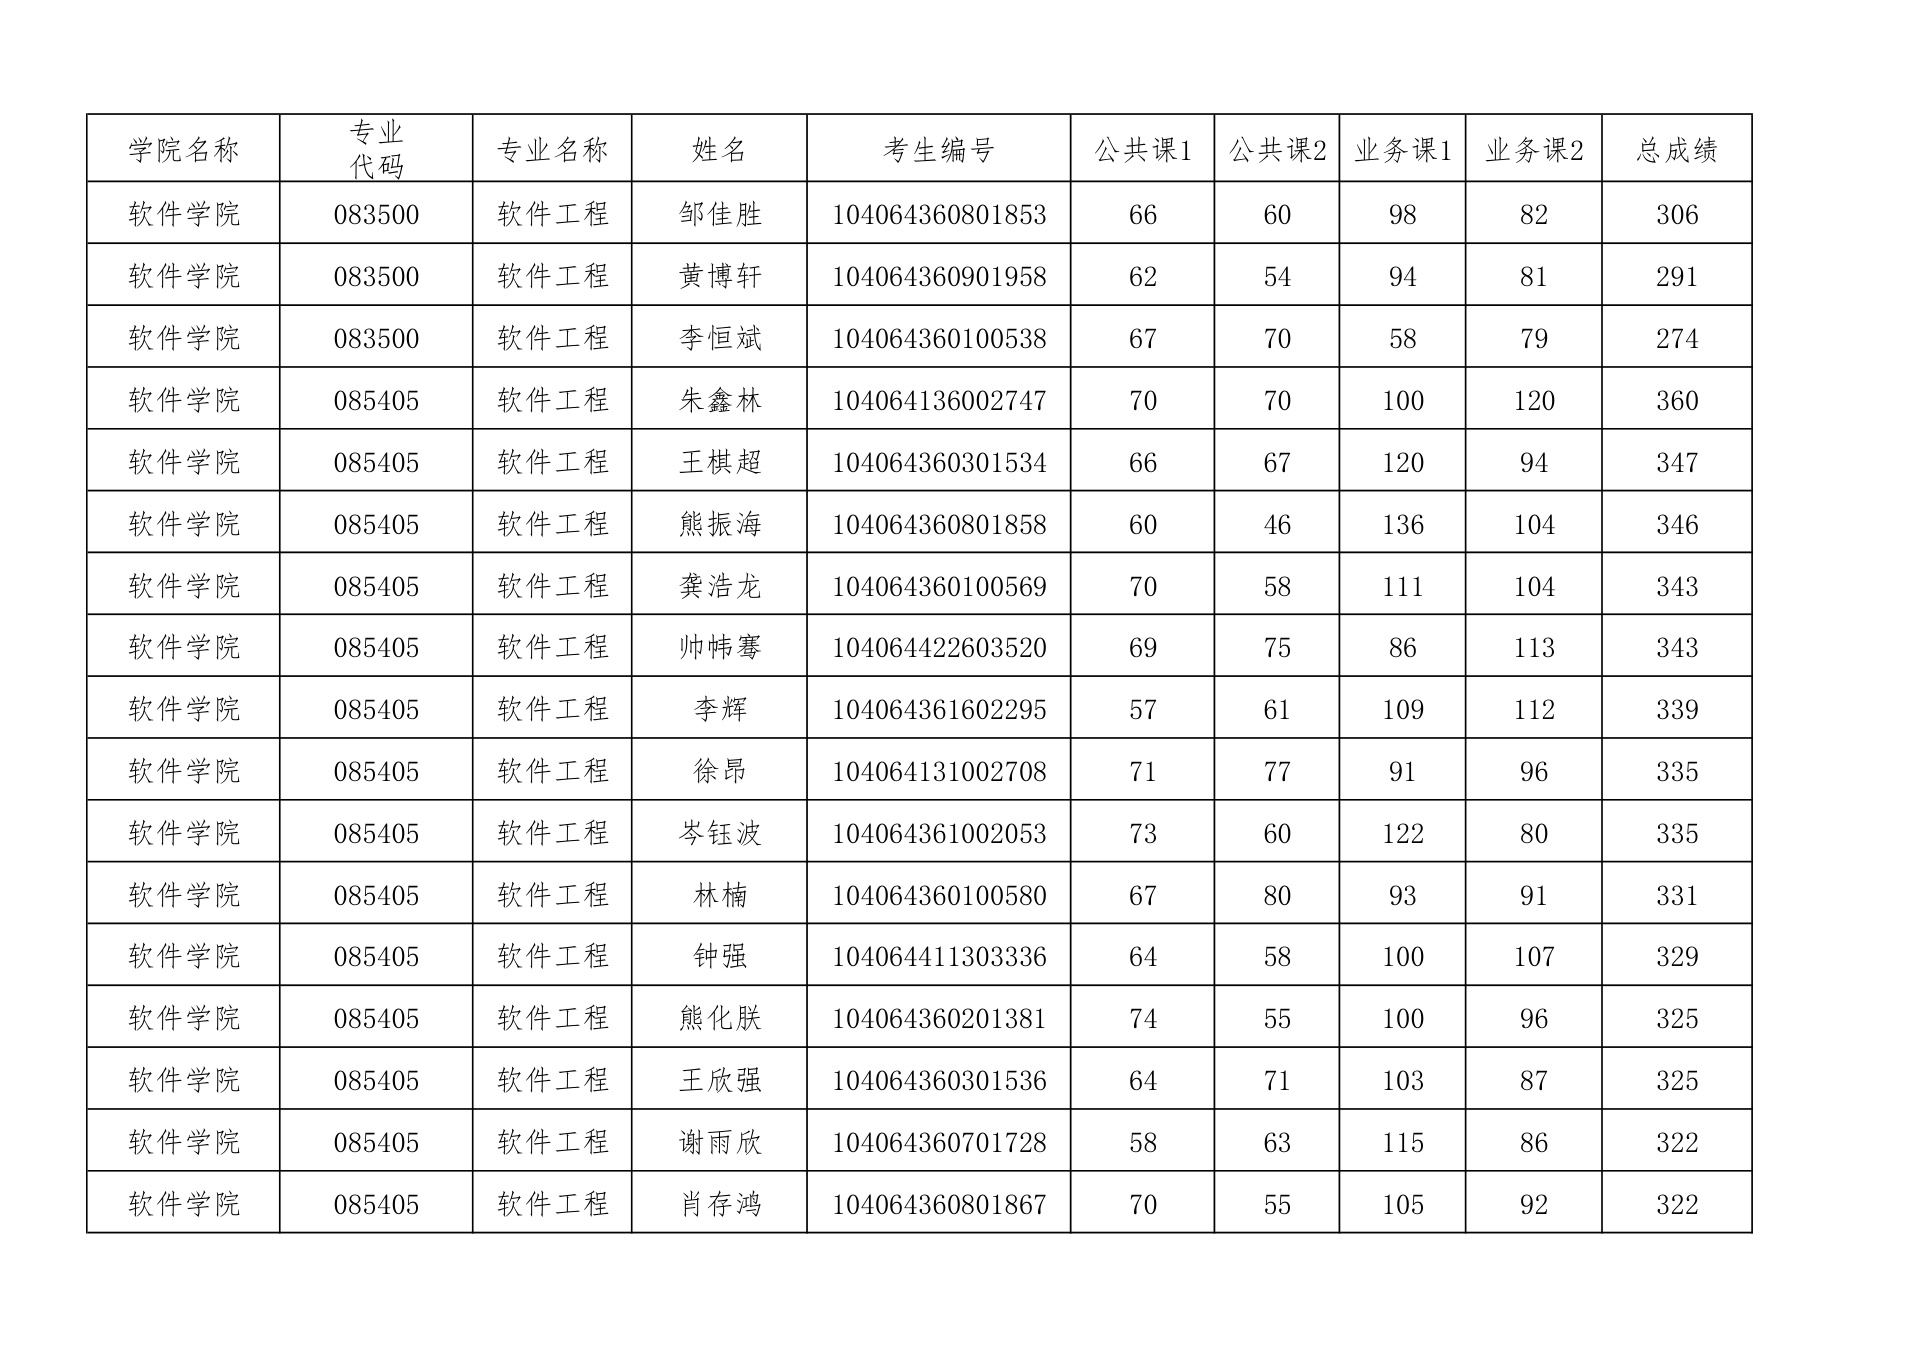 学院名称 专业代码 专业名称 姓名 考生编号 公共课1 公共课2 业务课1 业务课2 总成绩
软件学院 083500 软件工程 邹佳胜 104064360801853 66 60 98 82 306
软件学院 083500 软件工程 黄博轩 104064360901958 62 54 94 81 291
软件学院 083500 软件工程 李恒斌 104064360100538 67 70 58 79 274
软件学院 085405 软件工程 朱鑫林 104064136002747 70 70 100 120 360
软件学院 085405 软件工程 王棋超 104064360301534 66 67 120 94 347
软件学院 085405 软件工程 熊振海 104064360801858 60 46 136 104 346
软件学院 085405 软件工程 龚浩龙 104064360100569 70 58 111 104 343
软件学院 085405 软件工程 帅帏骞 104064422603520 69 75 86 113 343
软件学院 085405 软件工程 李辉 104064361602295 57 61 109 112 339
软件学院 085405 软件工程 徐昂 104064131002708 71 77 91 96 335
软件学院 085405 软件工程 岑钰波 104064361002053 73 60 122 80 335
软件学院 085405 软件工程 林楠 104064360100580 67 80 93 91 331
软件学院 085405 软件工程 钟强 104064411303336 64 58 100 107 329
软件学院 085405 软件工程 熊化朕 104064360201381 74 55 100 96 325
软件学院 085405 软件工程 王欣强 104064360301536 64 71 103 87 325
软件学院 085405 软件工程 谢雨欣 104064360701728 58 63 115 86 322
软件学院 085405 软件工程 肖存鸿 104064360801867 70 55 105 92 322